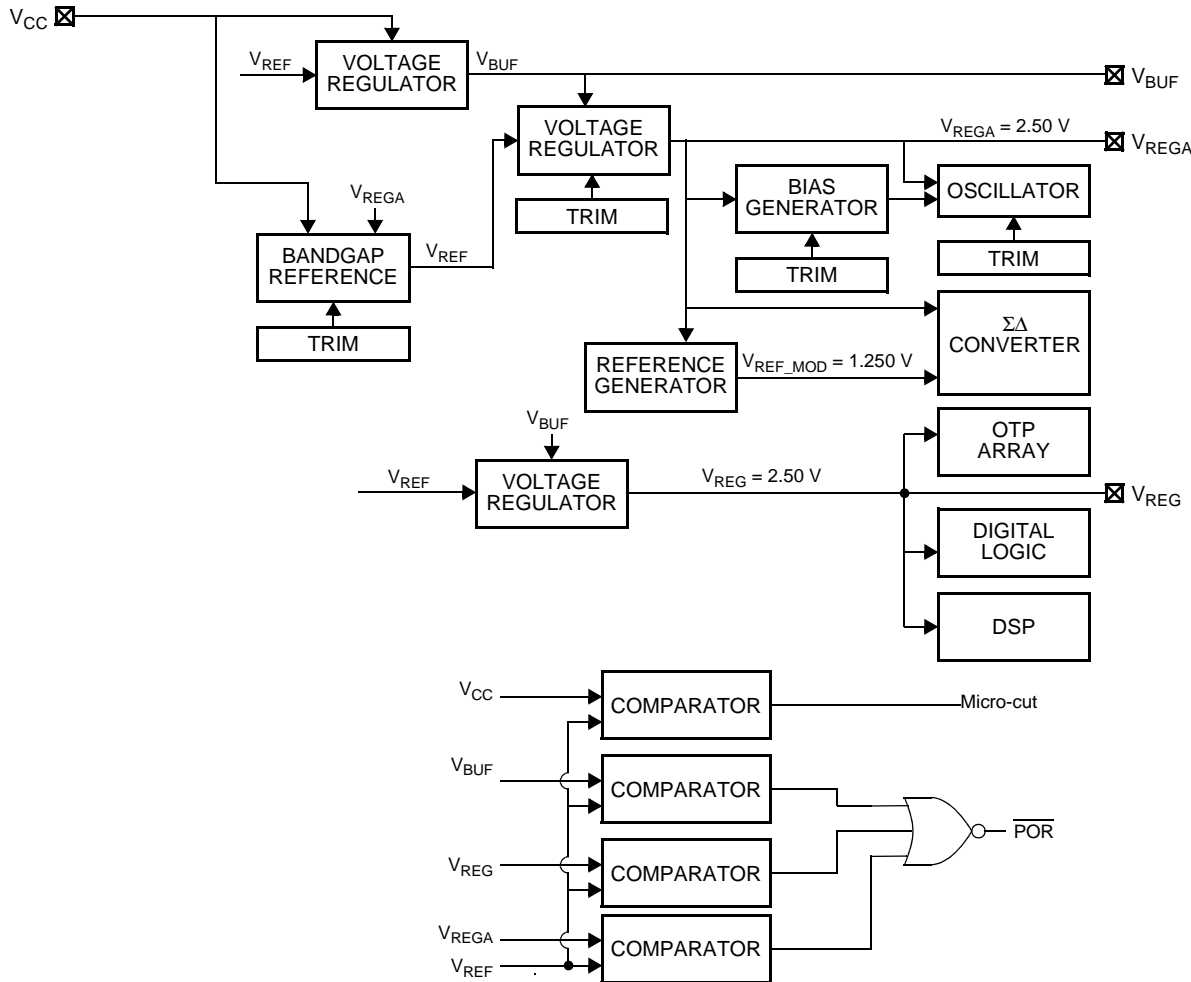 VCC
VREF
VOLTAGE
REGULATOR
VBUF
VBUF
VOLTAGE
REGULATOR
VREGA = 2.50 V
VREGA
TRIM
BIAS
GENERATOR
OSCILLATOR
VREGA
TRIM
TRIM
BANDGAP
REFERENCE
VREF
TRIM
ΣΔ
CONVERTER
REFERENCE
GENERATOR
VREF_MOD = 1.250 V
VBUF
OTP
ARRAY
VREF
VOLTAGE
REGULATOR
VREG = 2.50 V
VREG
DIGITAL
LOGIC
DSP
VCC
COMPARATOR
Micro-cut
VBUF
COMPARATOR
POR
VREG
COMPARATOR
VREGA
COMPARATOR
VREF